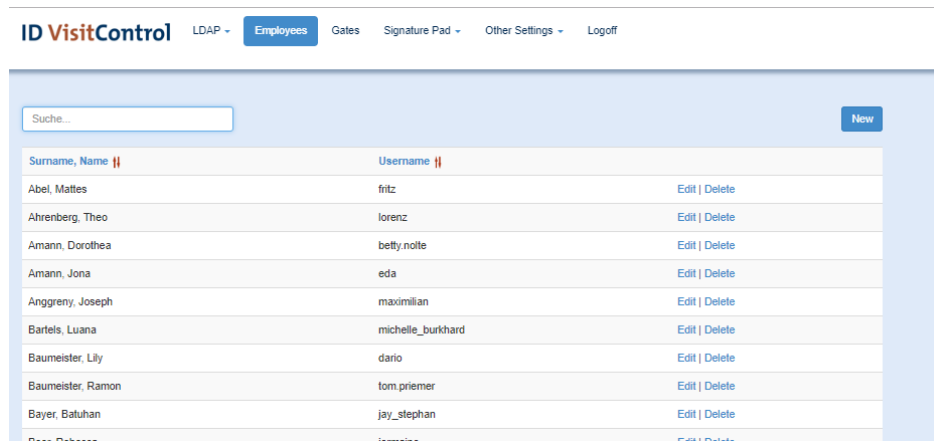 ID VisitControl LDAP Employees Gates Signature Pad Other Settings Logoff
Suche... New
Surname, Name Username
Abel, Mattes fritz Edit | Delete
Ahrenberg, Theo lorenz Edit | Delete
Amann, Dorothea betty.nolte Edit | Delete
Amann, Jona eda Edit | Delete
Anggreny, Joseph maximilian Edit | Delete
Bartels, Luana michelle_burkhard Edit | Delete
Baumeister, Lily dario Edit | Delete
Baumeister, Ramon tom.priemer Edit | Delete
Bayer, Batuhan jay_stephan Edit | Delete
Edit | Delete